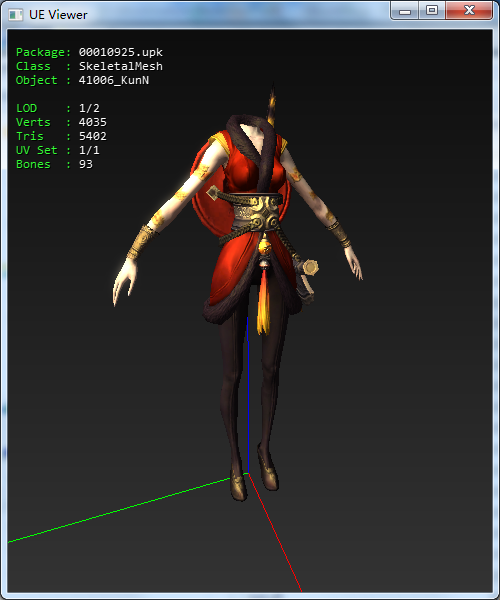 UE Viewer
Package: 00010925.upk
Class : SkeletalMesh
Object : 41006_KunN
LOD : 1/2
Verts : 4035
Tris : 5402
UV Set : 1/1
Bones : 93